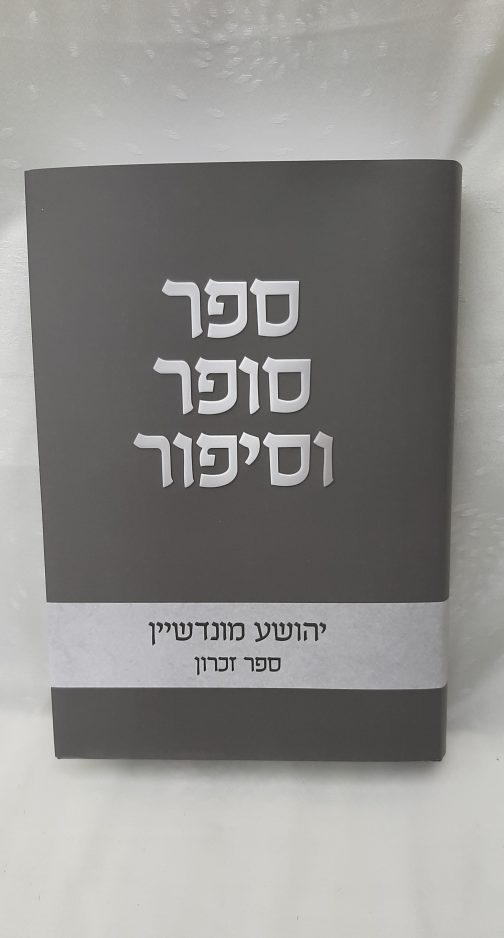 ספר
סופר
וסיפור
יהושע מונדשיין
ספר זכרון